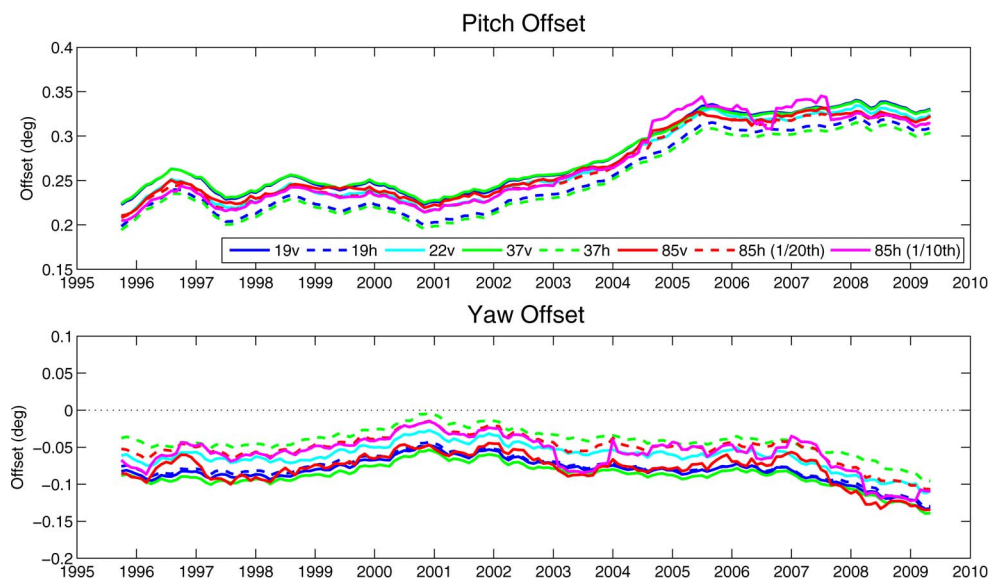 Pitch Offset
0.4
0.35
0.3
0.25
0.2
0.15
Offset (deg)
19v 19h 22v 37v 37h 85v 85h (1/20th) 85h (1/10th)
1995 1996 1997 1998 1999 2000 2001 2002 2003 2004 2005 2006 2007 2008 2009 2010
Yaw Offset
0.1
0.05
0
−0.05
−0.1
−0.15
−0.2
Offset (deg)
1995 1996 1997 1998 1999 2000 2001 2002 2003 2004 2005 2006 2007 2008 2009 2010